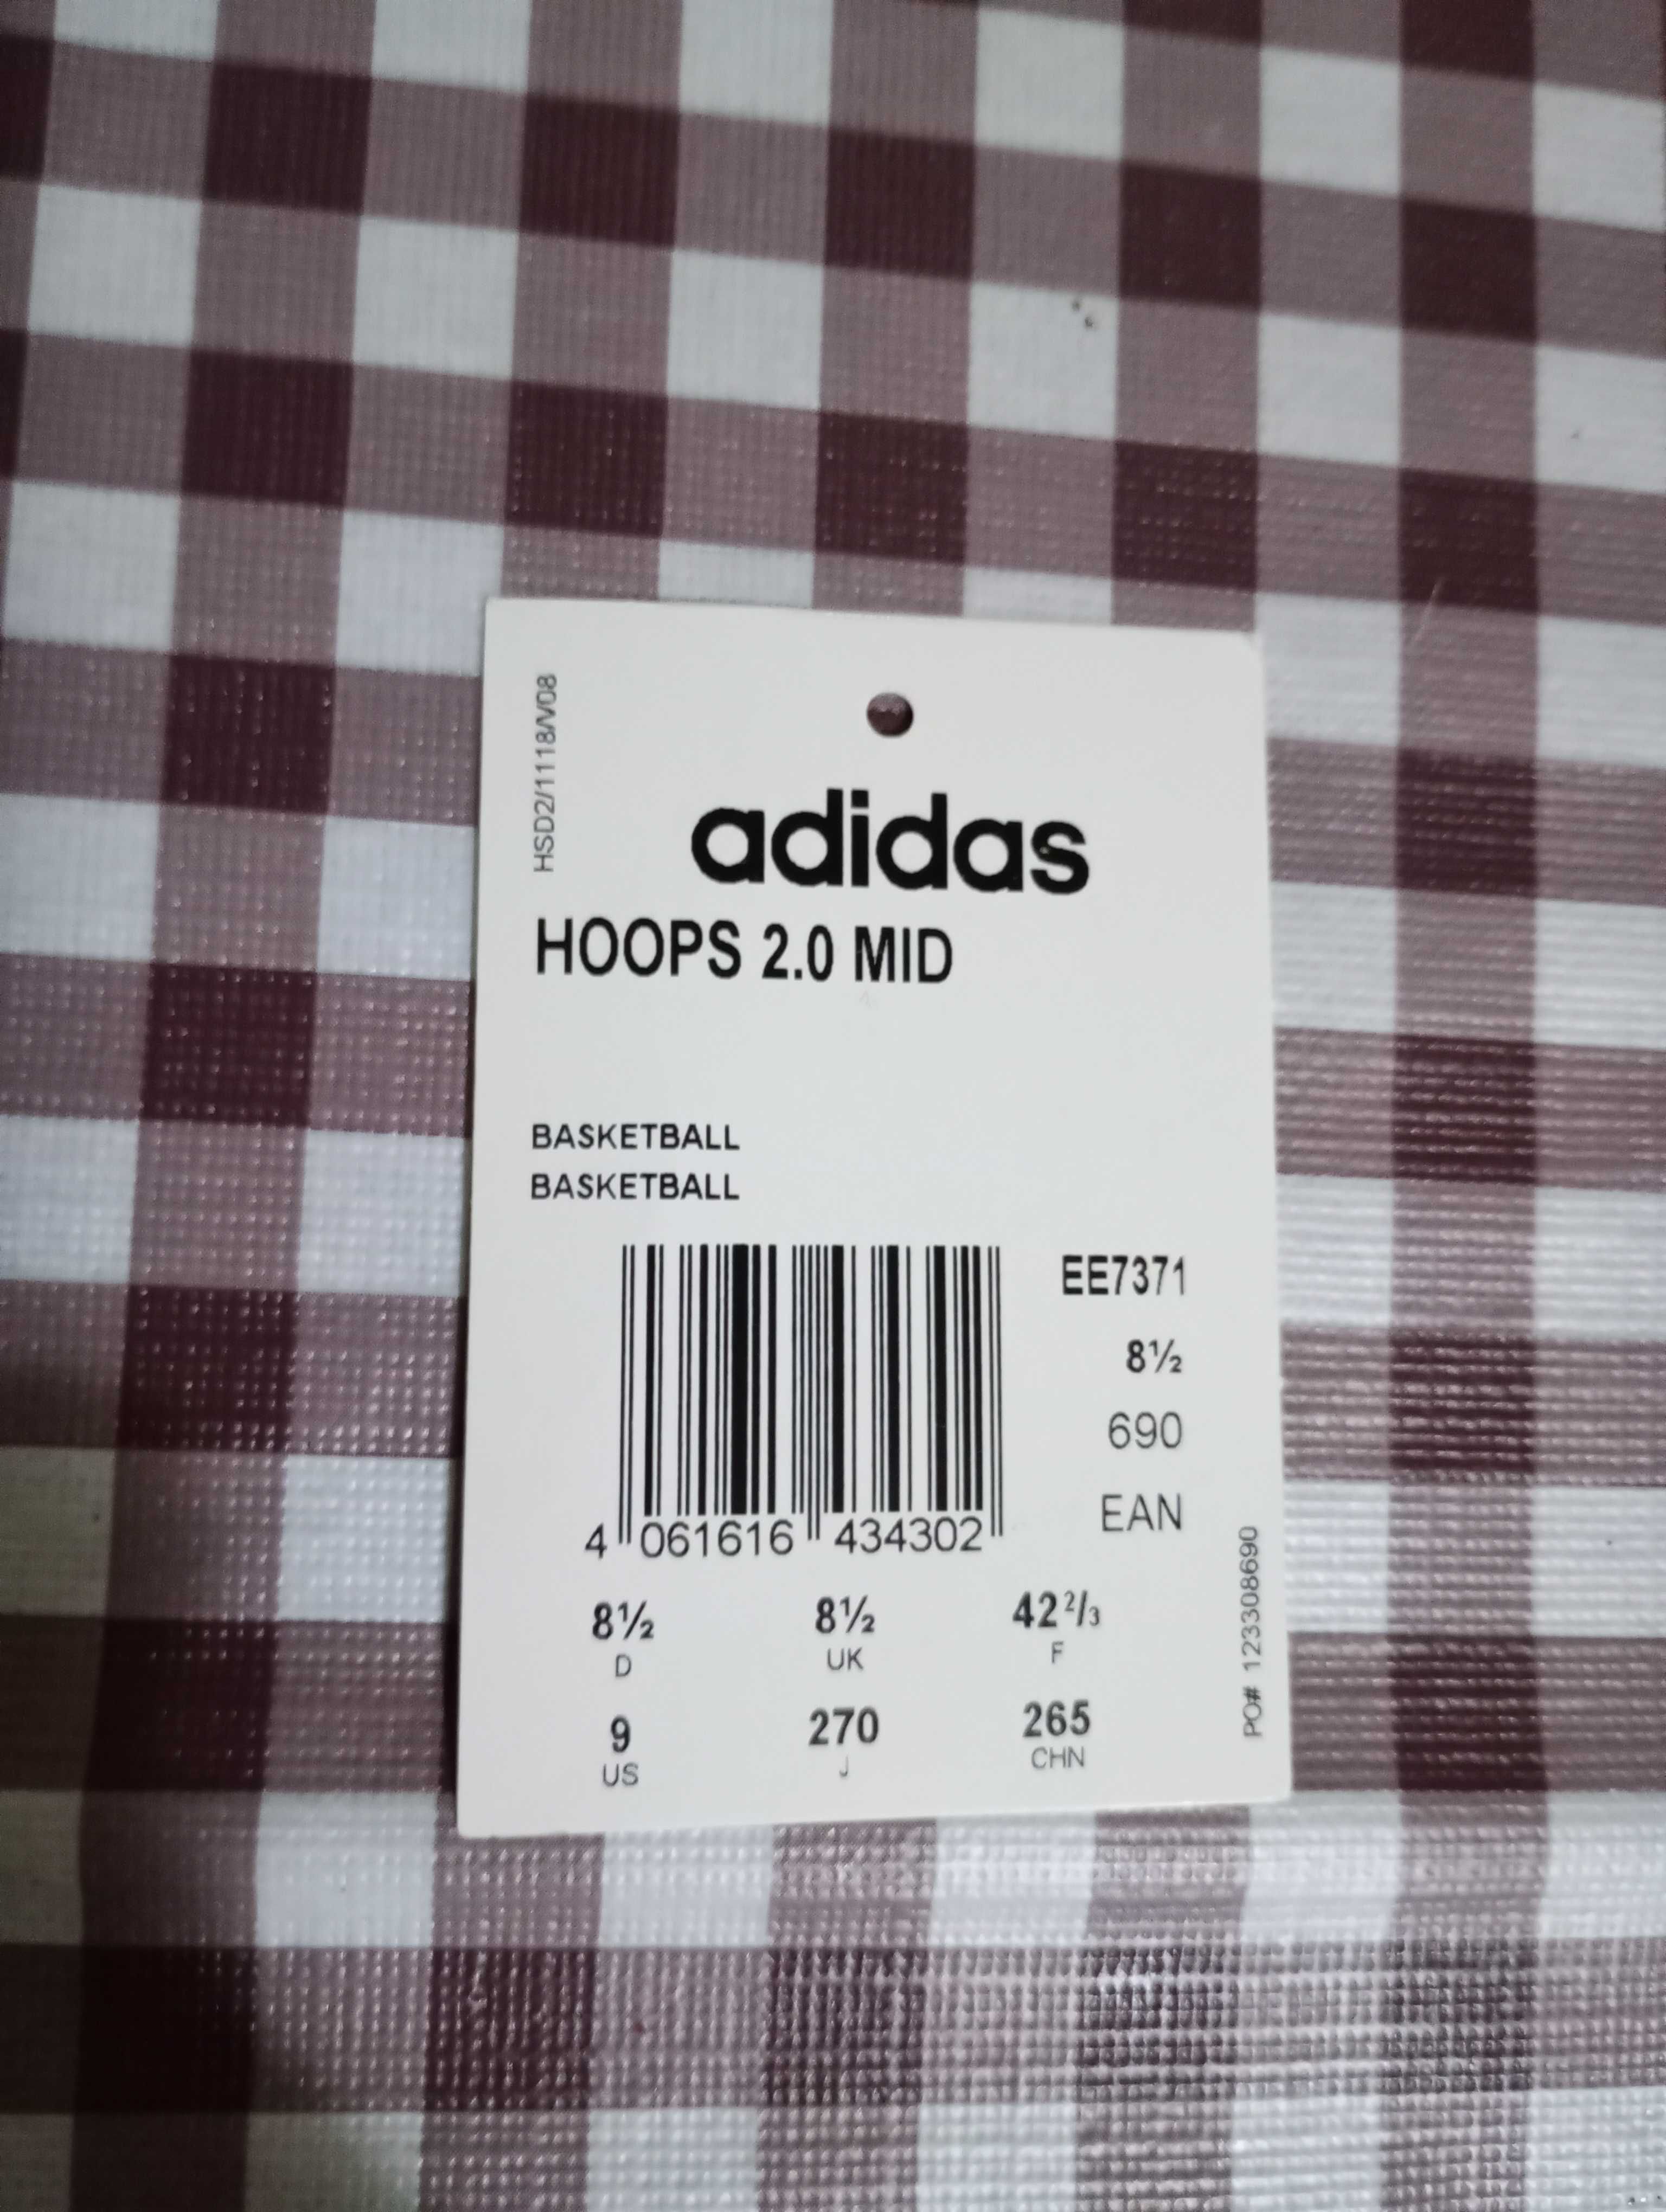 HSD2/1118/V08
adidas
HOOPS 2.0 MID
BASKETBALL
BASKETBALL
EE7371
8½
690
EAN
4 061616 434302
8½ 8½ 42⅔
D UK F
9 270 265
US J CHN
PO# 123308690